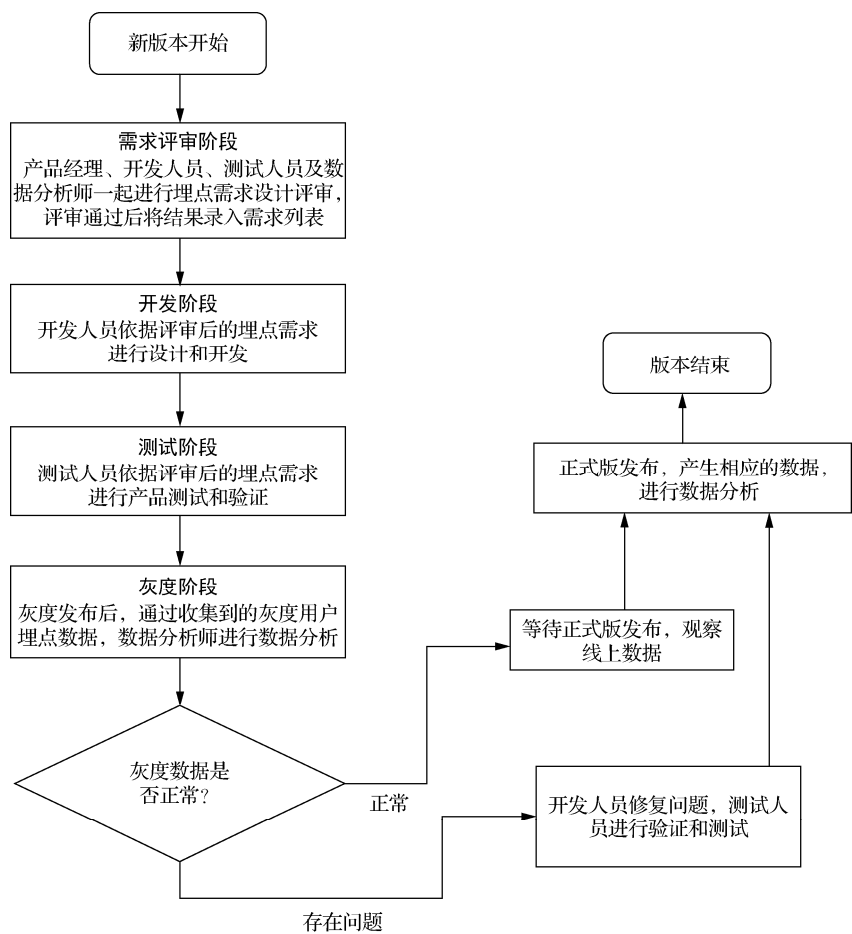 新版本开始
需求评审阶段
产品经理、开发人员、测试人员及数
据分析师一起进行埋点需求设计评审，
评审通过后将结果录入需求列表
开发阶段
开发人员依据评审后的埋点需求
进行设计和开发
测试阶段
测试人员依据评审后的埋点需求
进行产品测试和验证
灰度阶段
灰度发布后，通过收集到的灰度用户
埋点数据，数据分析师进行数据分析
灰度数据是
否正常？
正常
存在问题
等待正式版发布，观察
线上数据
开发人员修复问题，测试人
员进行验证和测试
正式版发布，产生相应的数据，
进行数据分析
版本结束